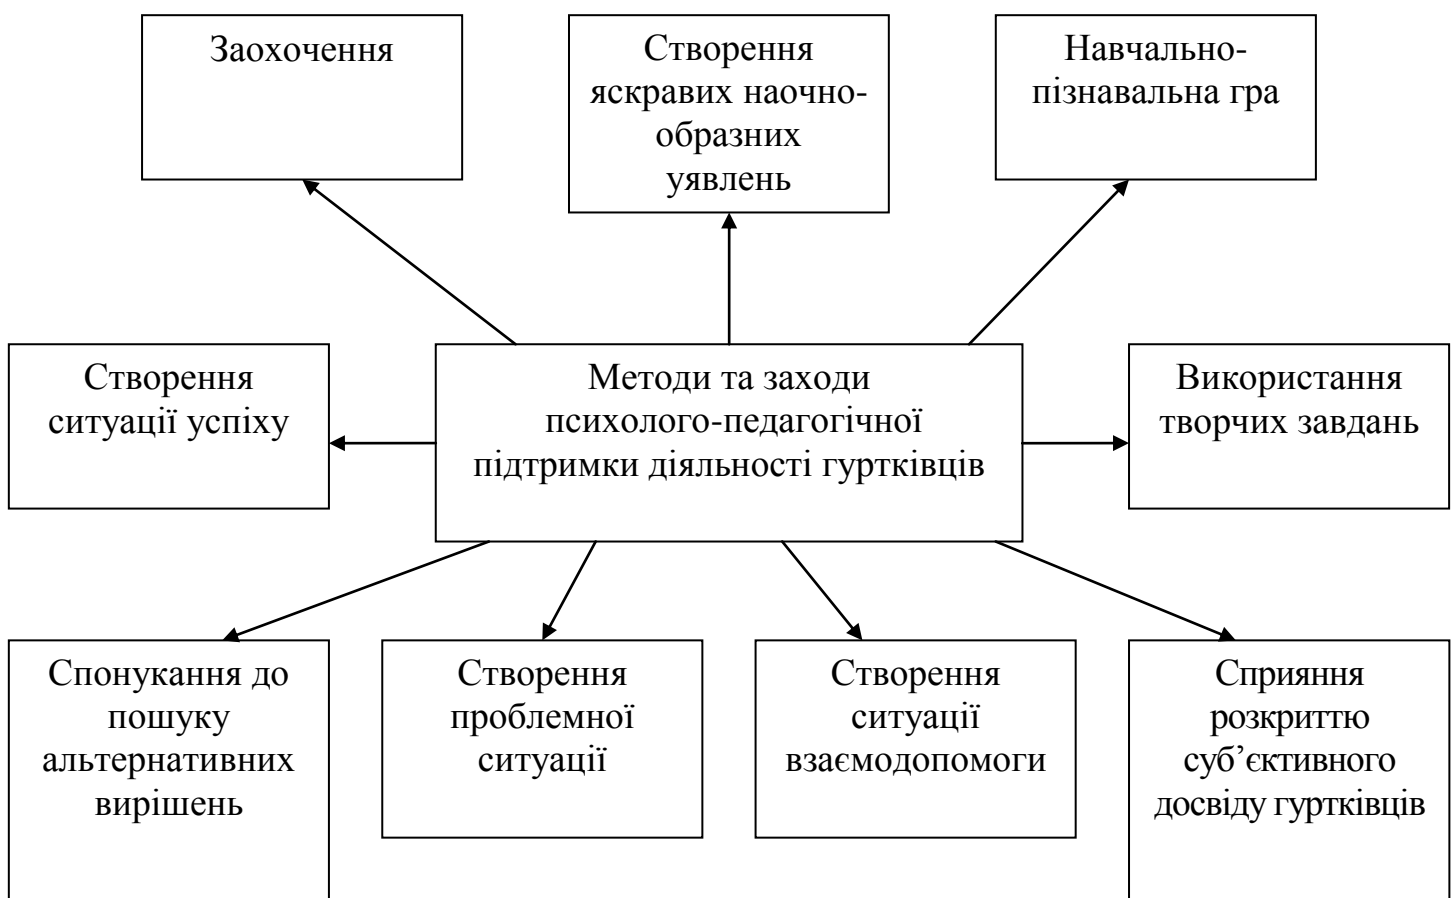 Заохочення
Створення
яскравих наочно-
образних
уявлень
Навчально-
пізнавальна гра
Створення
ситуації успіху
Методи та заходи
психолого-педагогічної
підтримки діяльності гуртківців
Використання
творчих завдань
Спонукання до
пошуку
альтернативних
вирішень
Створення
проблемної
ситуації
Створення
ситуації
взаємодопомоги
Сприяння
розкриттю
суб’єктивного
досвіду гуртківців